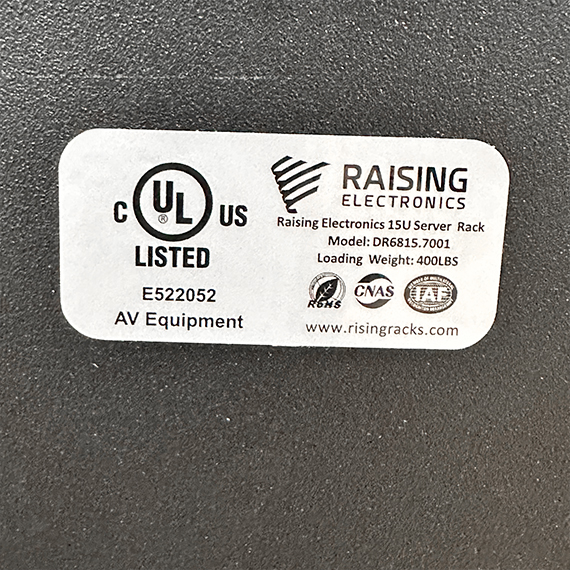 C UL ® US
LISTED
E522052
AV Equipment
RAISING
ELECTRONICS
Raising Electronics 15U Server Rack
Model: DR6815.7001
Loading Weight:400LBS
RoHS
CNAS
IAF
www.risingracks.com